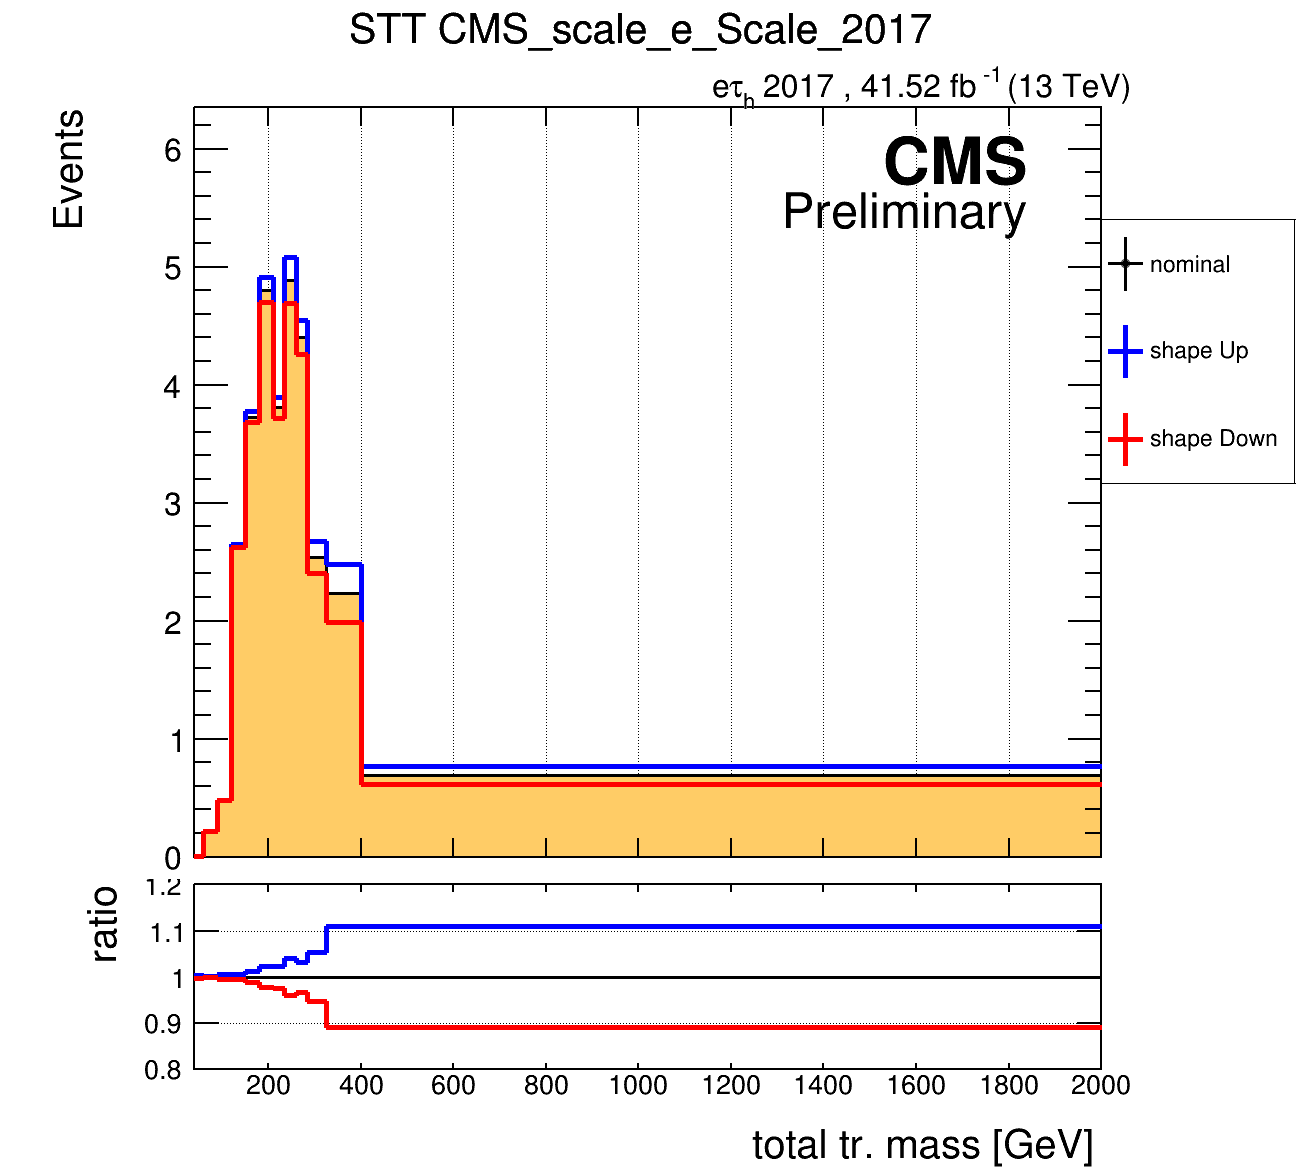 STT CMS_scale_e_Scale_2017
eτh 2017 , 41.52 fb -1 (13 TeV)
Events
CMS
Preliminary
6
5
4
3
2
1
0
nominal
shape Up
shape Down
ratio
1.2
1.1
1
0.9
0.8
200 400 600 800 1000 1200 1400 1600 1800 2000
total tr. mass [GeV]